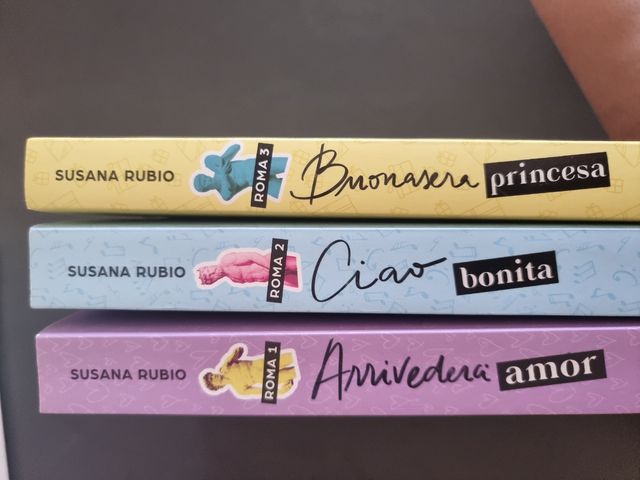 SUSANA RUBIO ROMA 3 Buonasera princesa
SUSANA RUBIO ROMA 2 Ciao bonita
SUSANA RUBIO ROMA 1 Arrivederci amor